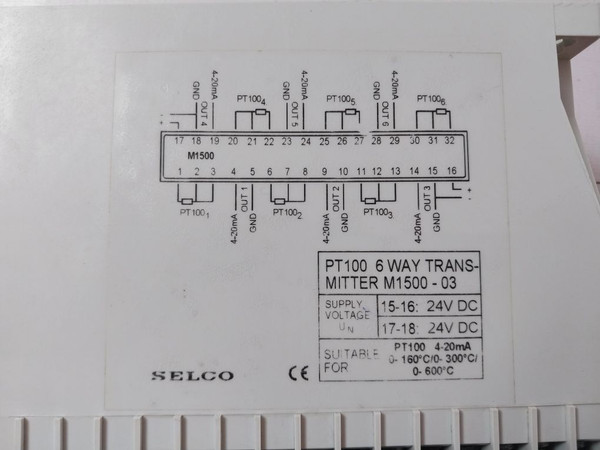 4-20mA OUT 4 GND
PT100₄
4-20mA OUT 5 GND
PT100₅
4-20mA OUT 6 GND
PT100₆
- +
17 18 19 20 21 22 23 24 25 26 27 28 29 30 31 32
M1500
1 2 3 4 5 6 7 8 9 10 11 12 13 14 15 16
PT100₁
4-20mA OUT 1 GND
PT100₂
4-20mA OUT 2 GND
PT100₃
4-20mA OUT 3 GND
+ -
PT100 6 WAY TRANS-
MITTER M1500 - 03
SUPPLY 15-16: 24V DC
VOLTAGE
U_N 17-18: 24V DC
SUITABLE FOR
PT100 4-20mA
0- 160°C/0- 300°C/
0- 600°C
SELCO CE